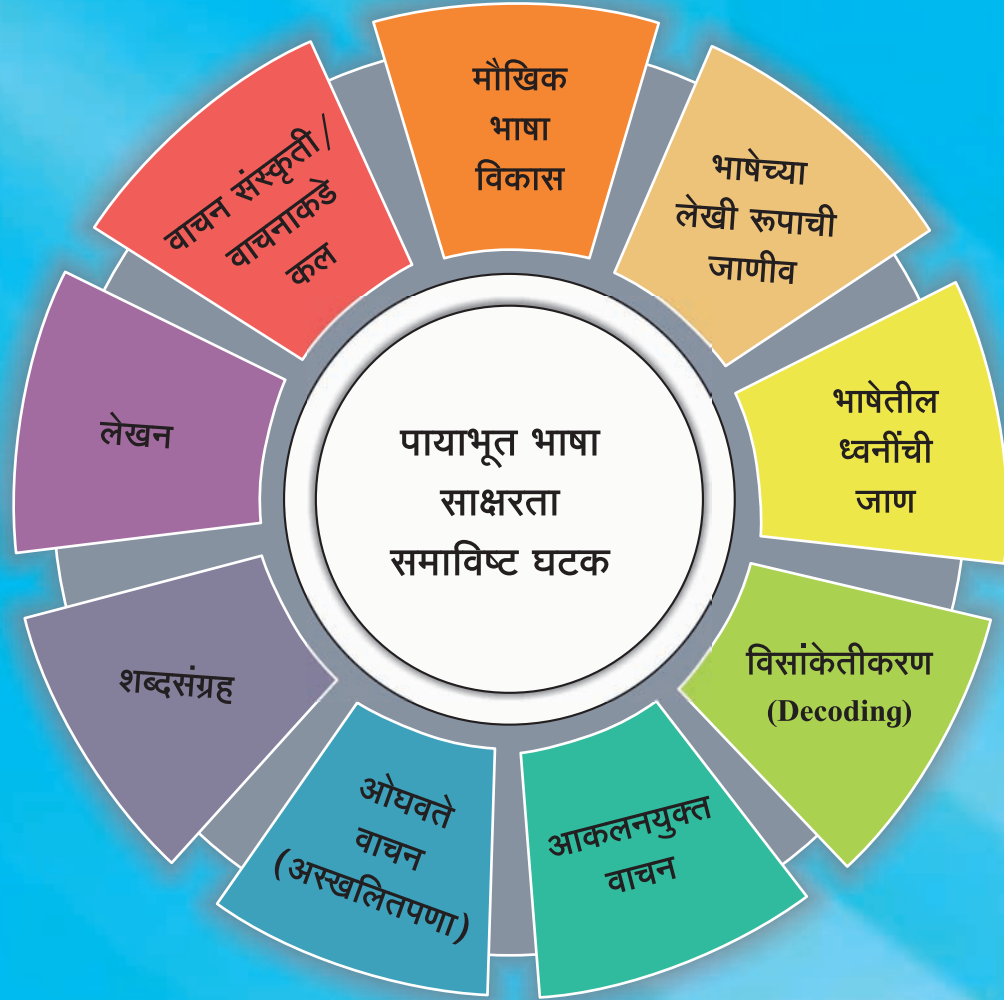 पायाभूत भाषा
साक्षरता
समाविष्ट घटक
मौखिक
भाषा
विकास
भाषेच्या
लेखी रूपाची
जाणीव
भाषेतील
ध्वनींची
जाण
विसांकेतीकरण
(Decoding)
आकलनयुक्त
वाचन
ओघवते
वाचन
(अस्खलितपणा)
शब्दसंग्रह
लेखन
वाचन संस्कृती/
वाचनाकडे
कल